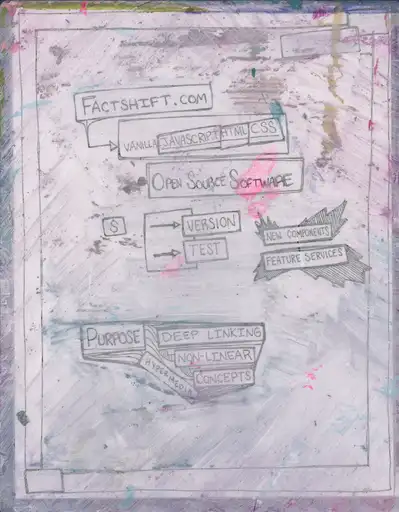 FACTSHIFT.COM
VANILLA JAVASCRIPT HTML CSS
OPEN SOURCE SOFTWARE
$ VERSION
TEST
NEW COMPONENTS
FEATURE SERVICES
PURPOSE DEEP LINKING
HYPERMEDIA NON-LINEAR
CONCEPTS